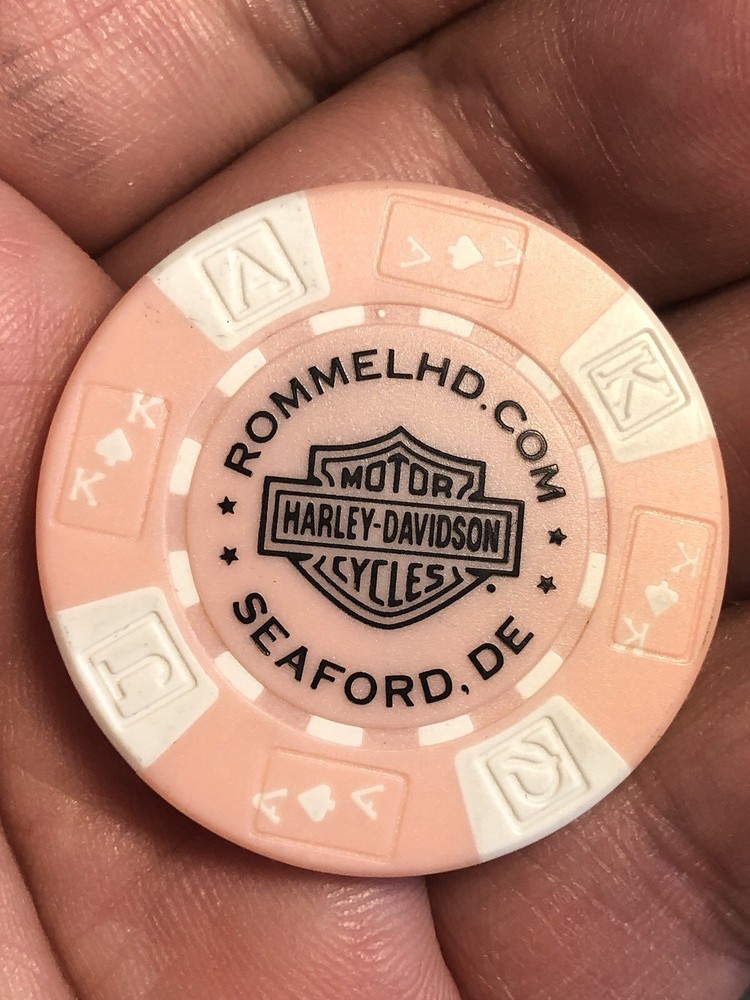 ROMMELHD.COM
MOTOR
HARLEY-DAVIDSON
CYCLES
SEAFORD, DE
A
A A
K
K K
Q
A A
J
K K